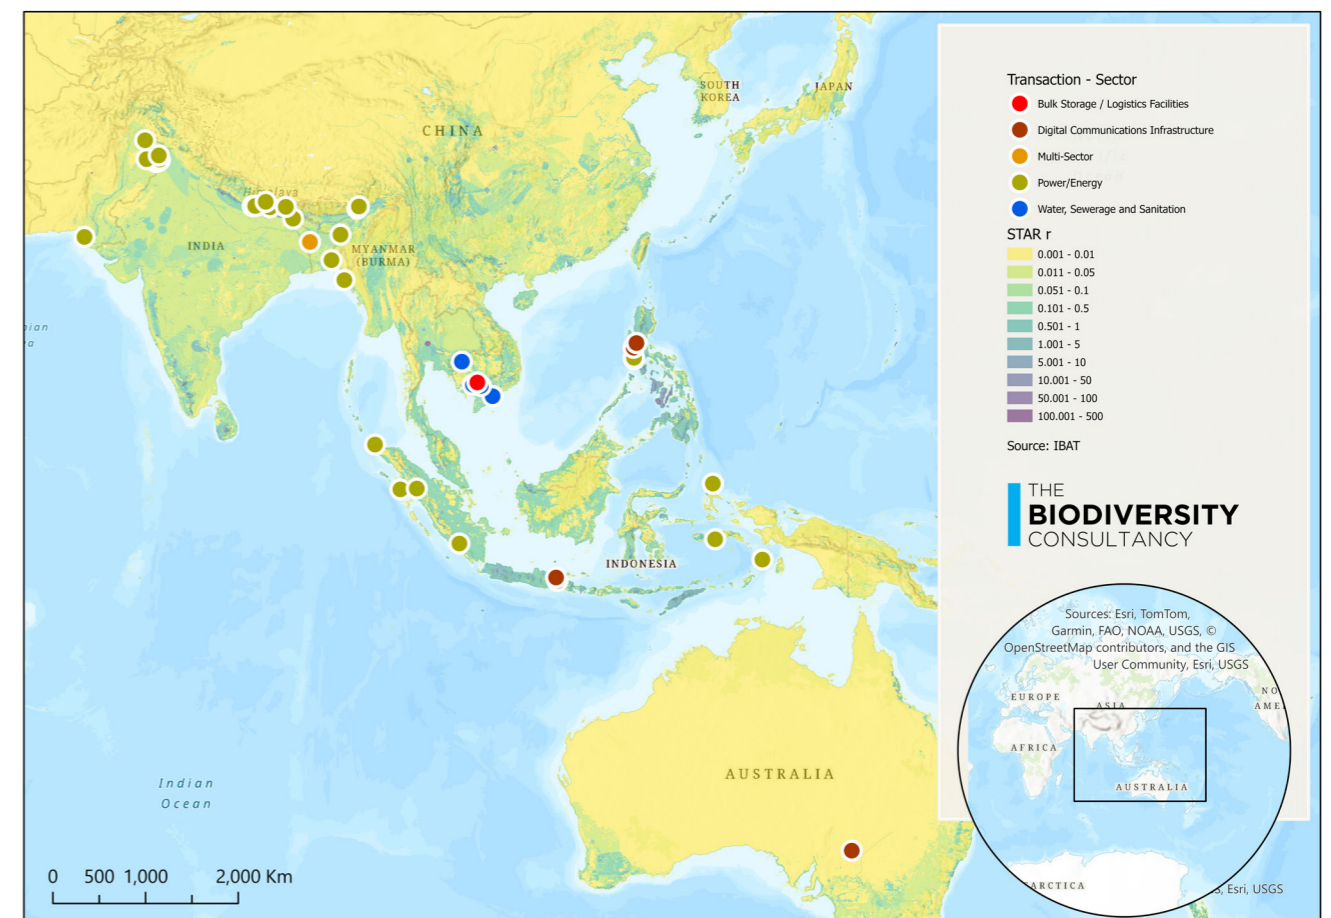 SOUTH
KOREA
JAPAN
CHINA
Himalaya
INDIA
MYANMAR
(BURMA)
INDONESIA
AUSTRALIA
Indian
Ocean
0 500 1,000 2,000 Km
Transaction - Sector
Bulk Storage / Logistics Facilities
Digital Communications Infrastructure
Multi-Sector
Power/Energy
Water, Sewerage and Sanitation
STAR r
0.001 - 0.01
0.011 - 0.05
0.051 - 0.1
0.101 - 0.5
0.501 - 1
1.001 - 5
5.001 - 10
10.001 - 50
50.001 - 100
100.001 - 500
Source: IBAT
THE
BIODIVERSITY
CONSULTANCY
Sources: Esri, TomTom,
Garmin, FAO, NOAA, USGS, ©
OpenStreetMap contributors, and the GIS
User Community, Esri, USGS
EUROPE
ASIA
NO
AME
AFRICA
AUSTRALIA
ARCTICA
Esri, USGS